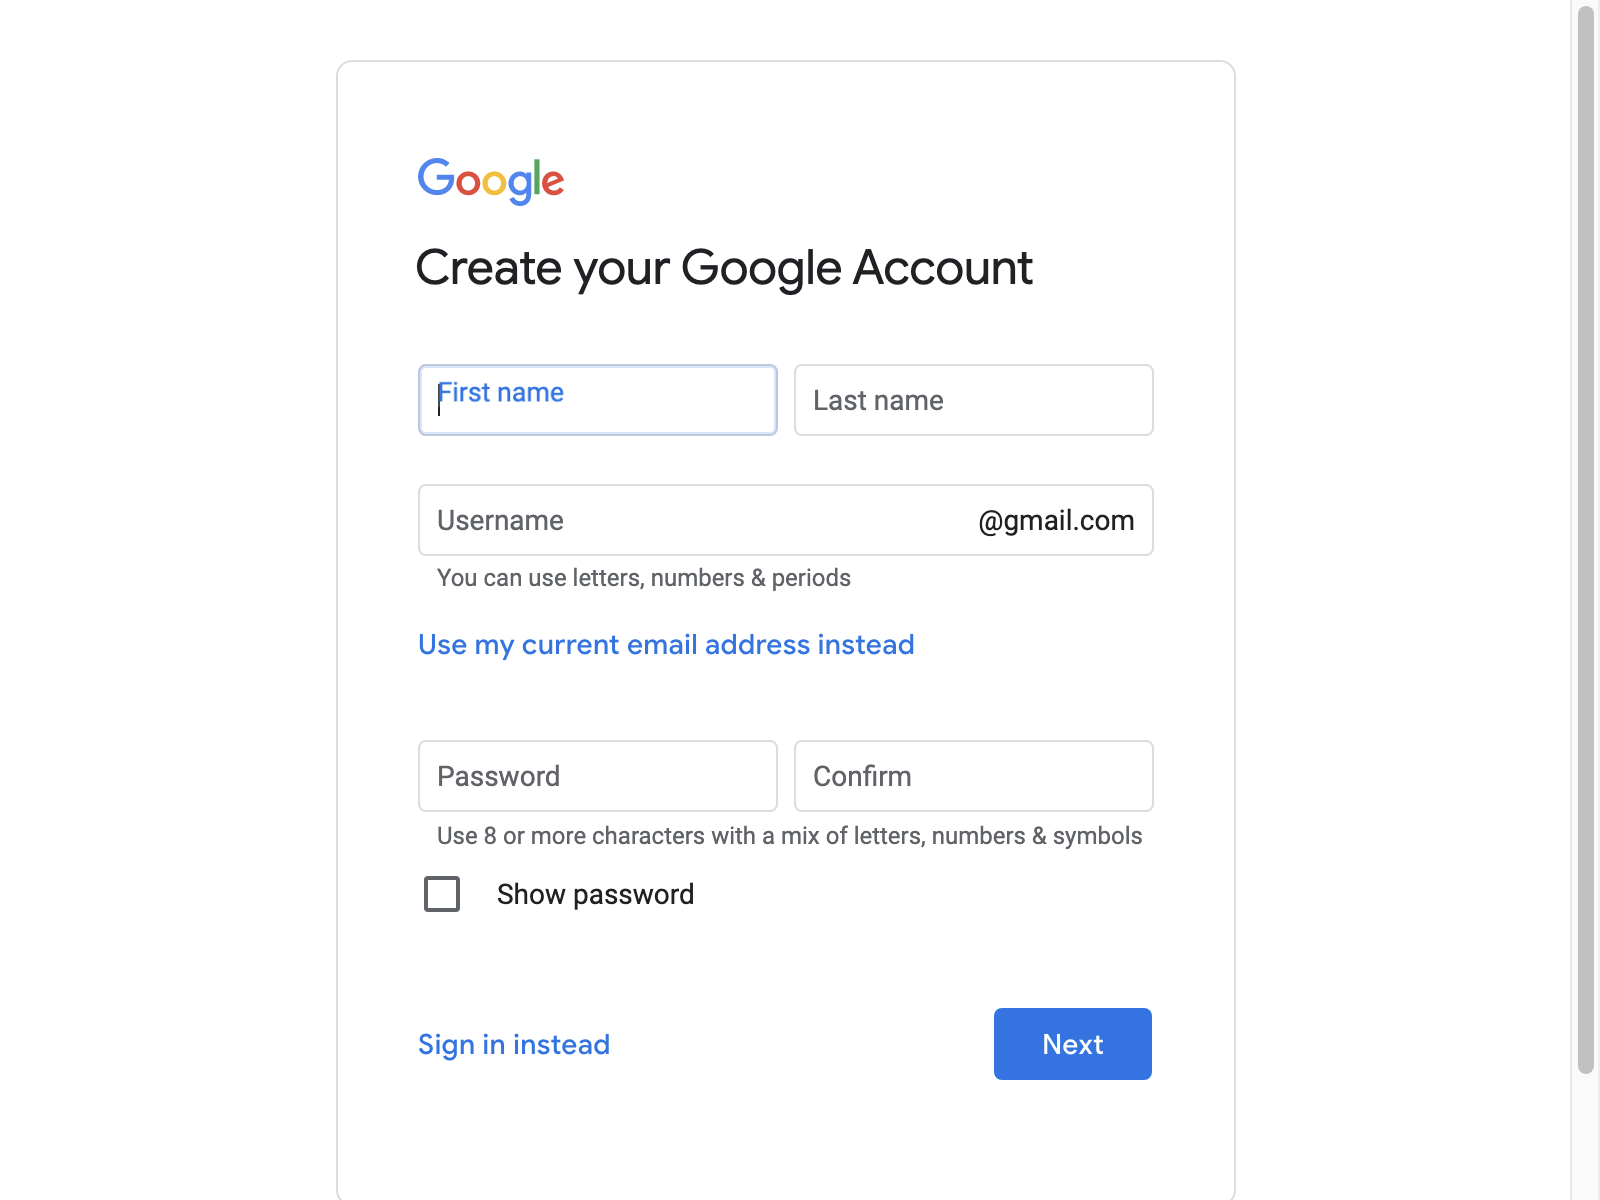 Google
Create your Google Account
First name
Last name
Username
@gmail.com
You can use letters, numbers & periods
Use my current email address instead
Password
Confirm
Use 8 or more characters with a mix of letters, numbers & symbols
Show password
Sign in instead
Next